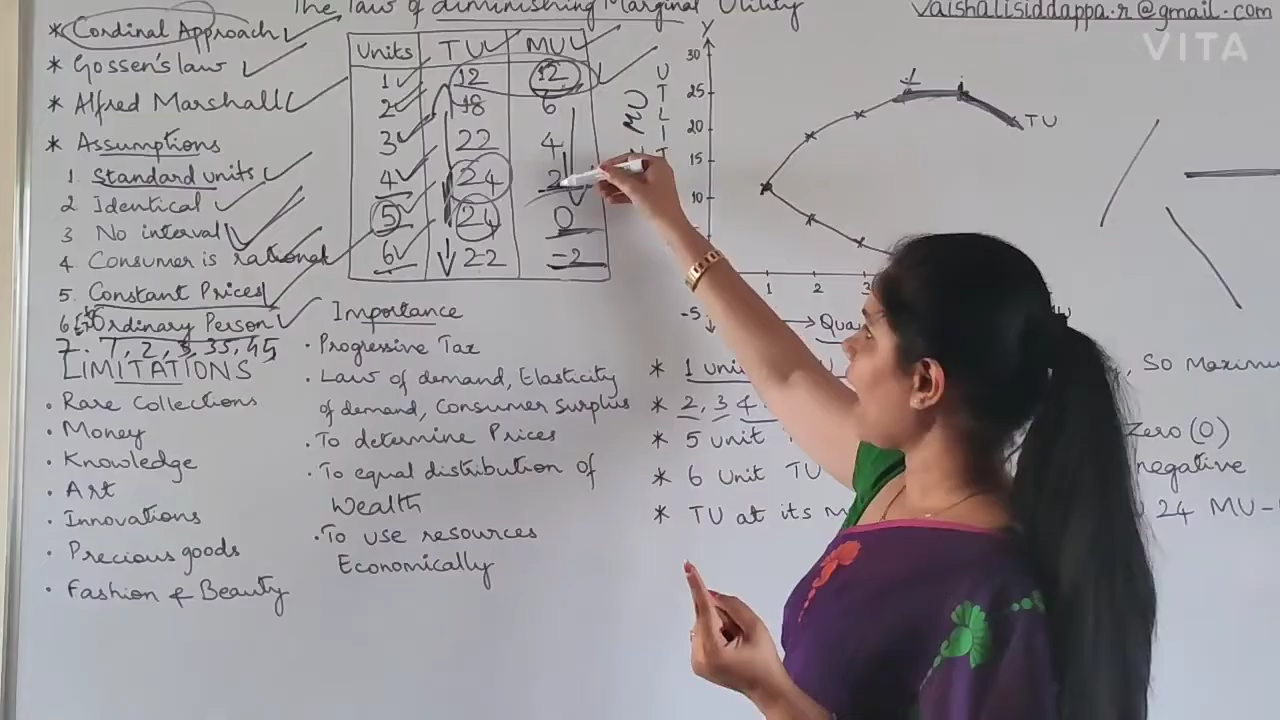 The Law of diminishing Marginal Utility
vaishalisiddappa.r@gmail.com
VITA
* Cordinal Approach
* Gossen's law
* Alfred Marshall
* Assumptions
1. Standard units
2 Identical
3 No interval
4. Consumer is rational
5. Constant Prices
6 Ordinary Person
7. 1, 2, 3, 35, 45
LIMITATIONS
• Rare Collections
• Money
• Knowledge
• Art
• Innovations
• Precious goods
• Fashion & Beauty
Units TU MU
1 12 12
2 18 6
3 22 4
4 24 2
5 24 0
6 22 -2
Importance
• Progressive Tax
• Law of demand, Elasticity
of demand, Consumer Surplus
• To determine Prices
• To equal distribution of
Wealth
• To use resources
Economically
Y
MU
U
T
I
L
I
T
30
25
20
15
10
-5
TU
1 2 3
Quan
* 1 uni , So Maximu
* 2, 3 4
* 5 unit Zero (0)
* 6 Unit TU negative
* TU at its m 24 MU-